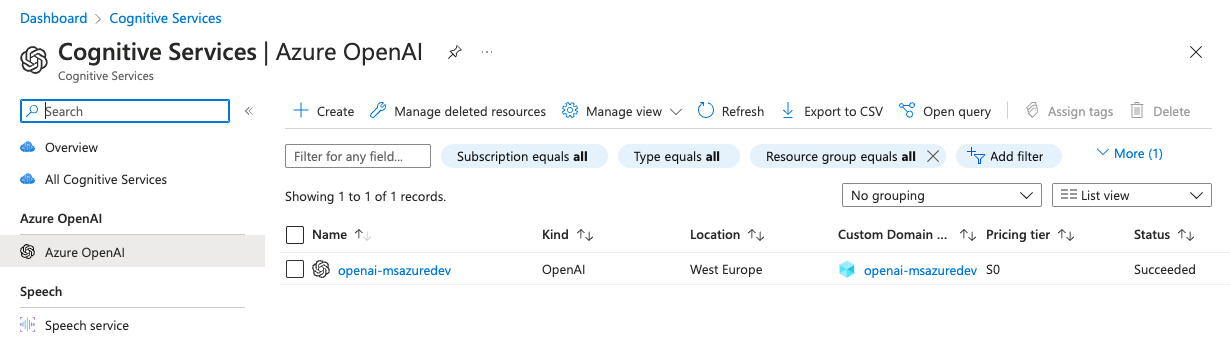 Dashboard > Cognitive Services
Cognitive Services | Azure OpenAI ...
Cognitive Services
Search «
Overview
All Cognitive Services
Azure OpenAI
Azure OpenAI
Speech
Speech service
Create Manage deleted resources Manage view Refresh Export to CSV Open query Assign tags Delete
Filter for any field... Subscription equals all Type equals all Resource group equals all Add filter More (1)
Showing 1 to 1 of 1 records. No grouping List view
Name Kind Location Custom Domain ... Pricing tier Status
openai-msazuredev OpenAI West Europe openai-msazuredev S0 Succeeded